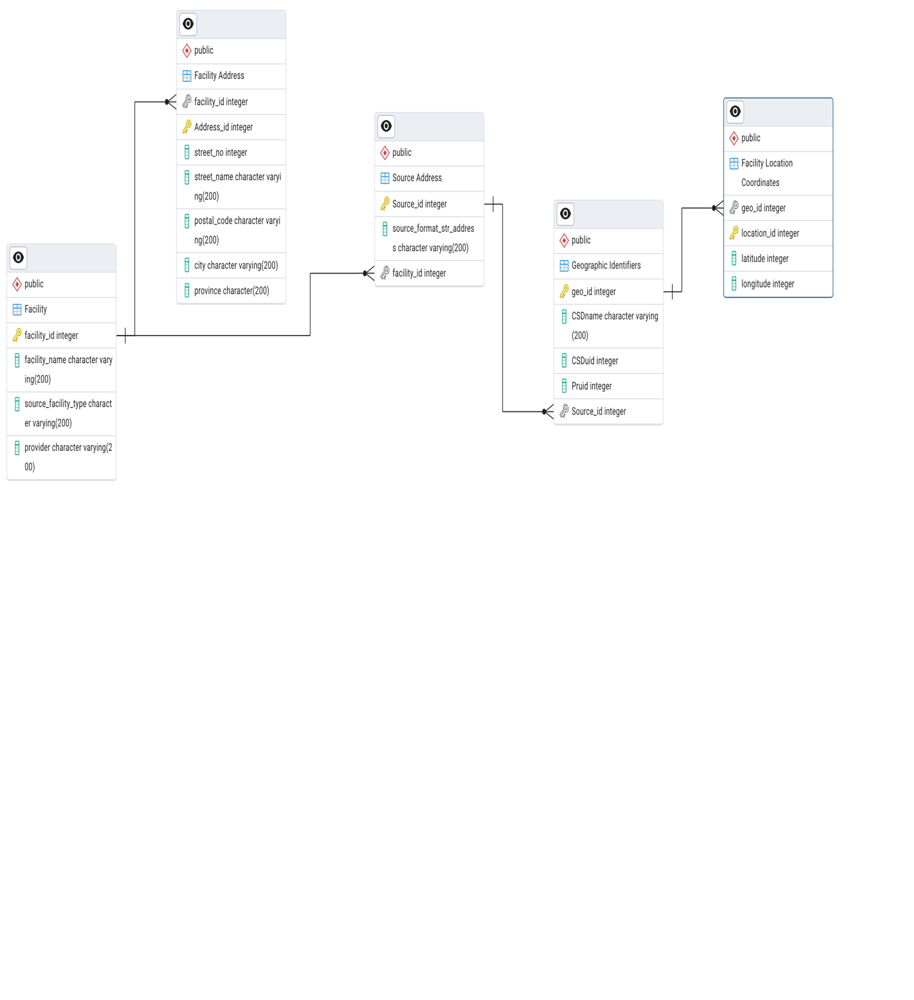 public
Facility
facility_id integer
facility_name character vary
ing(200)
source_facility_type charact
er varying(200)
provider character varying(2
00)
public
Facility Address
facility_id integer
Address_id integer
street_no integer
street_name character varyi
ng(200)
postal_code character varyi
ng(200)
city character varying(200)
province character(200)
public
Source Address
Source_id integer
source_format_str_addres
s character varying(200)
facility_id integer
public
Geographic Identifiers
geo_id integer
CSDname character varying
(200)
CSDuid integer
Pruid integer
Source_id integer
public
Facility Location
Coordinates
geo_id integer
location_id integer
latitude integer
longitude integer